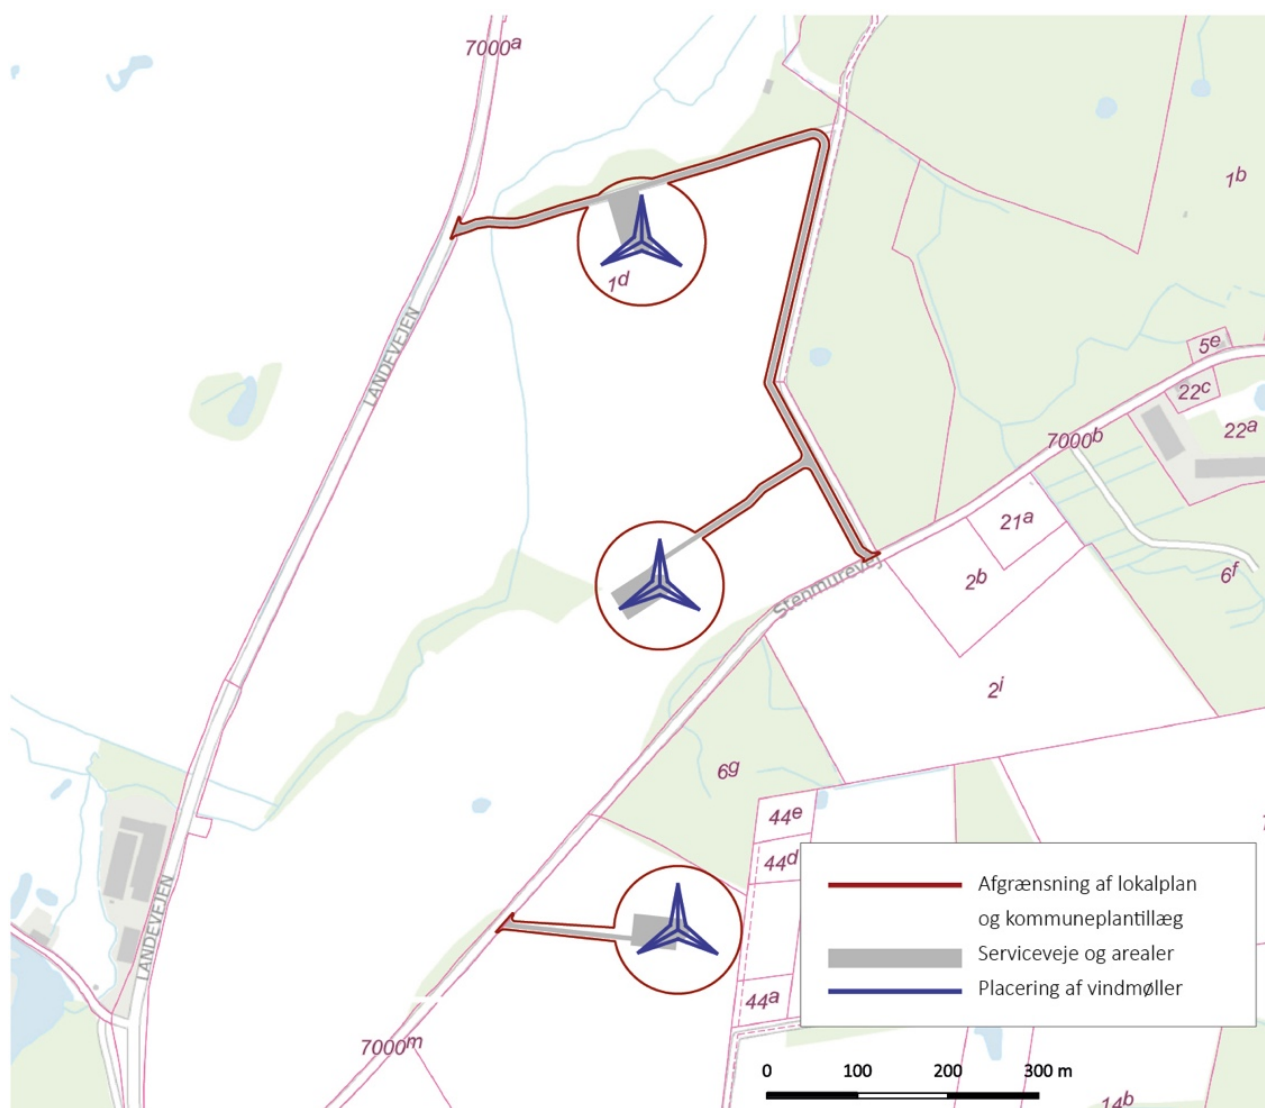 7000a
1b
1d
LANDEVEJEN
5e
22c
22a
7000b
21a
2b
6f
Stenmurevej
2i
6g
44e
44d
Afgrænsning af lokalplan
og kommuneplantillæg
Serviceveje og arealer
Placering af vindmøller
LANDEVEJEN
44a
7000m
0 100 200 300 m
14b